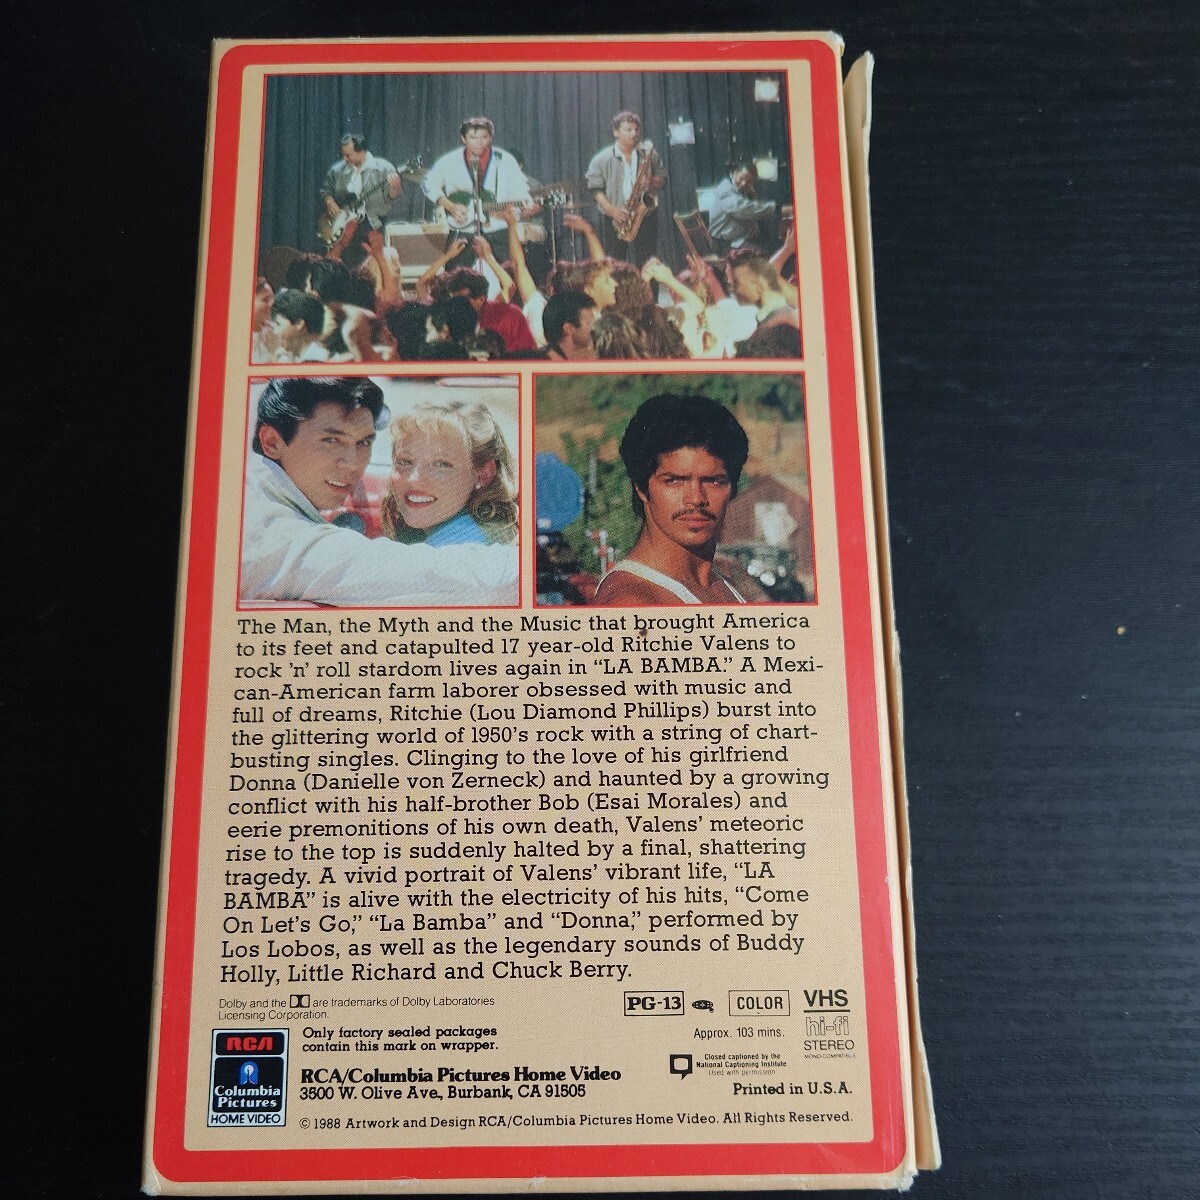 The Man, the Myth and the Music that brought America
to its feet and catapulted 17 year-old Ritchie Valens to
rock 'n' roll stardom lives again in “LA BAMBA.” A Mexi-
can-American farm laborer obsessed with music and
full of dreams, Ritchie (Lou Diamond Phillips) burst into
the glittering world of 1950's rock with a string of chart-
busting singles. Clinging to the love of his girlfriend
Donna (Danielle von Zerneck) and haunted by a growing
conflict with his half-brother Bob (Esai Morales) and
eerie premonitions of his own death, Valens' meteoric
rise to the top is suddenly halted by a final, shattering
tragedy. A vivid portrait of Valens' vibrant life, “LA
BAMBA” is alive with the electricity of his hits, “Come
On Let's Go,” “La Bamba” and “Donna,” performed by
Los Lobos, as well as the legendary sounds of Buddy
Holly, Little Richard and Chuck Berry.
Dolby and the are trademarks of Dolby Laboratories
Licensing Corporation.
PG-13 COLOR VHS
hi-fi
STEREO
MONO-COMPATIBLE
Approx. 103 mins.
Only factory sealed packages
contain this mark on wrapper.
Closed captioned by the
National Captioning Institute
Used with permission
RCA
Columbia
Pictures
HOME VIDEO
RCA/Columbia Pictures Home Video
3500 W. Olive Ave., Burbank, CA 91505
Printed in U.S.A.
© 1988 Artwork and Design RCA/Columbia Pictures Home Video. All Rights Reserved.